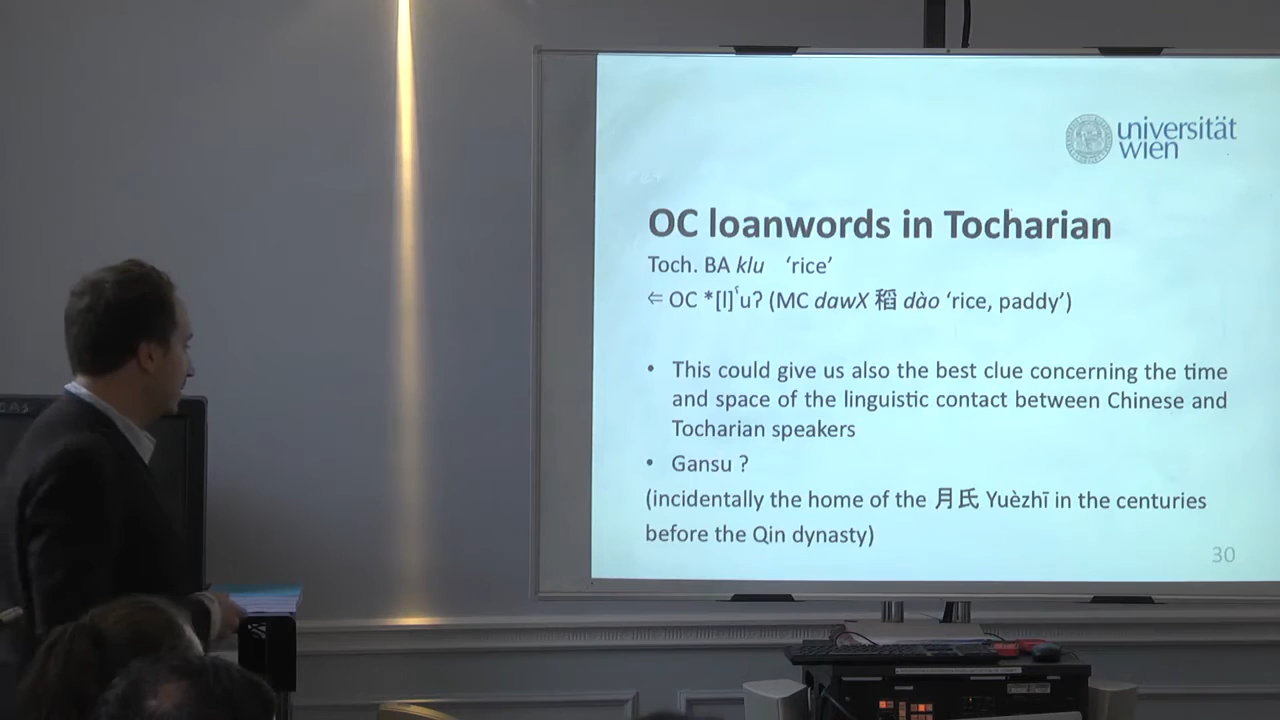 universität
wien
OC loanwords in Tocharian
Toch. BA klu ‘rice’
⇐ OC *[l]ˤuʔ (MC dawX 稻 dào ‘rice, paddy’)
• This could give us also the best clue concerning the time
and space of the linguistic contact between Chinese and
Tocharian speakers
• Gansu ?
(incidentally the home of the 月氏 Yuèzhī in the centuries
before the Qin dynasty)
30